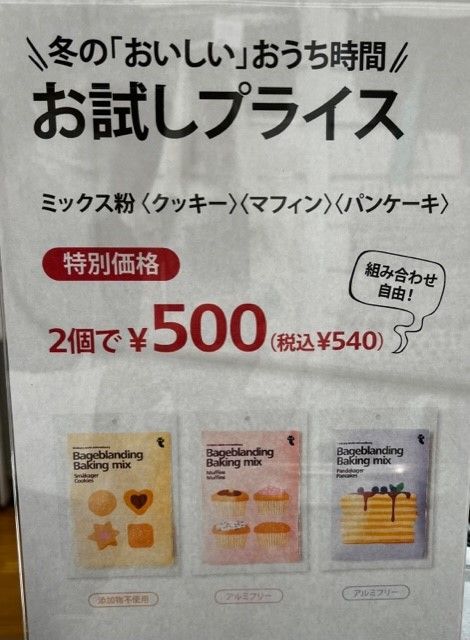 \\冬の「おいしい」おうち時間//
お試しプライス
ミックス粉〈クッキー〉〈マフィン〉〈パンケーキ〉
特別価格
組み合わせ
自由!
2個で¥500(税込¥540)
Bageblanding
Baking mix
Småkager
Cookies
Bageblanding
Baking mix
Muffins
Muffins
Bageblanding
Baking mix
Pandekager
Pancakes
添加物不使用
アルミフリー
アルミフリー